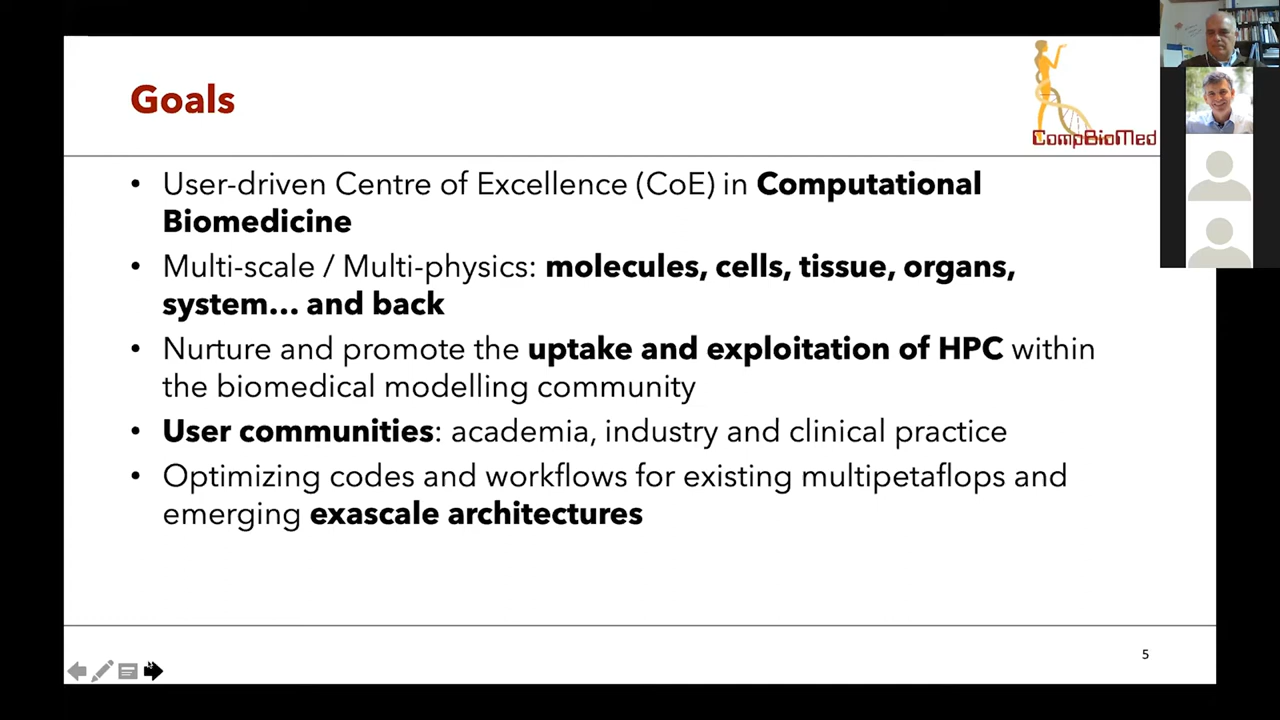 Goals
CompBioMed
• User-driven Centre of Excellence (CoE) in Computational
Biomedicine
• Multi-scale / Multi-physics: molecules, cells, tissue, organs,
system... and back
• Nurture and promote the uptake and exploitation of HPC within
the biomedical modelling community
• User communities: academia, industry and clinical practice
• Optimizing codes and workflows for existing multipetaflops and
emerging exascale architectures
5